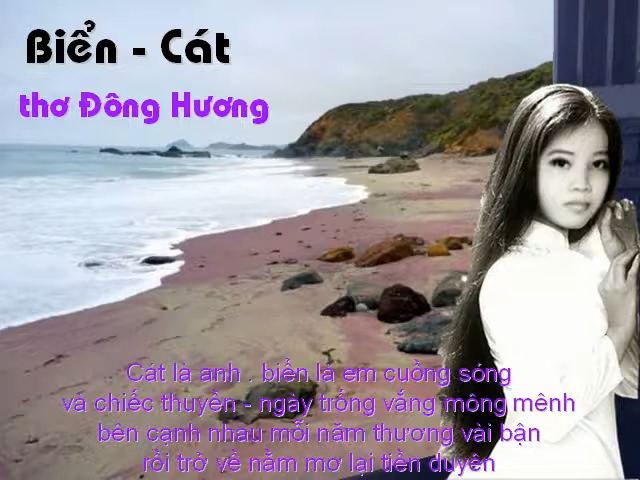 Biển - Cát
thơ Đông Hương
Cát là anh . biển là em cuồng sóng
và chiếc thuyền - ngày trống vắng mông mênh
bên cạnh nhau mỗi năm thương vài bận
rồi trở về nằm mơ lại tiền duyên